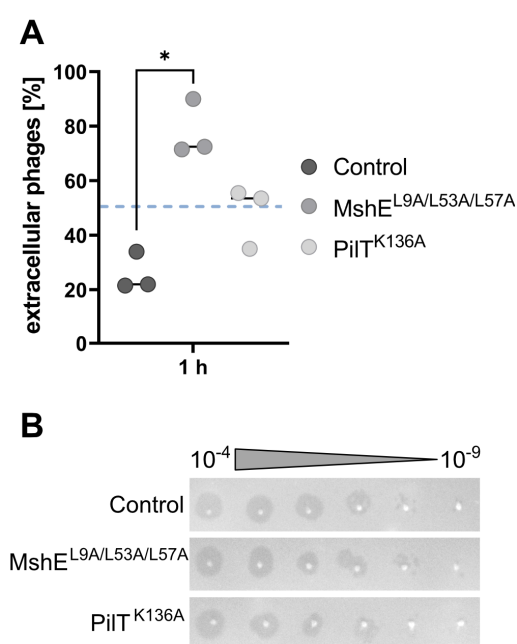 A
*
extracellular phages [%]
100
80
60
40
20
0
1 h
Control
MshE^L9A/L53A/L57A
PilT^K136A
B
10^-4
10^-9
Control
MshE^L9A/L53A/L57A
PilT^K136A